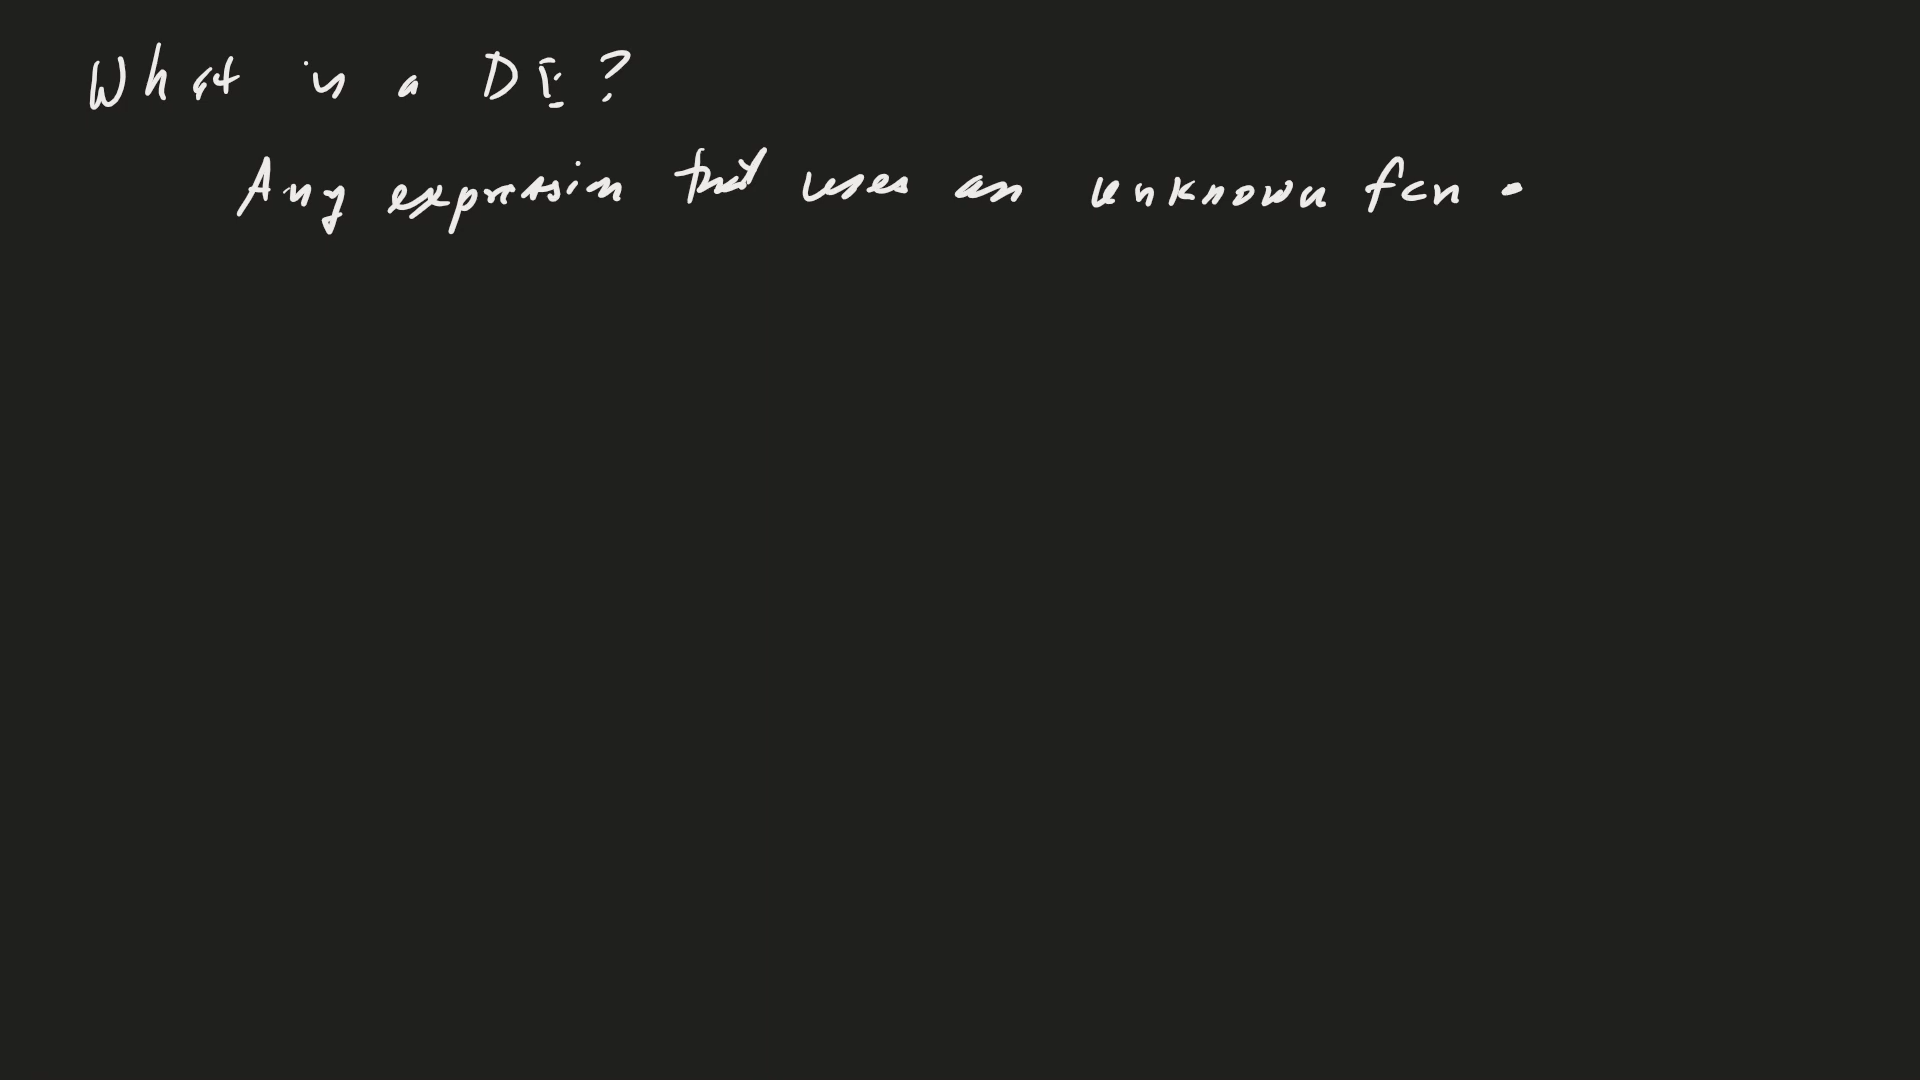 What is a DE?
Any expression that uses an unknown fcn.